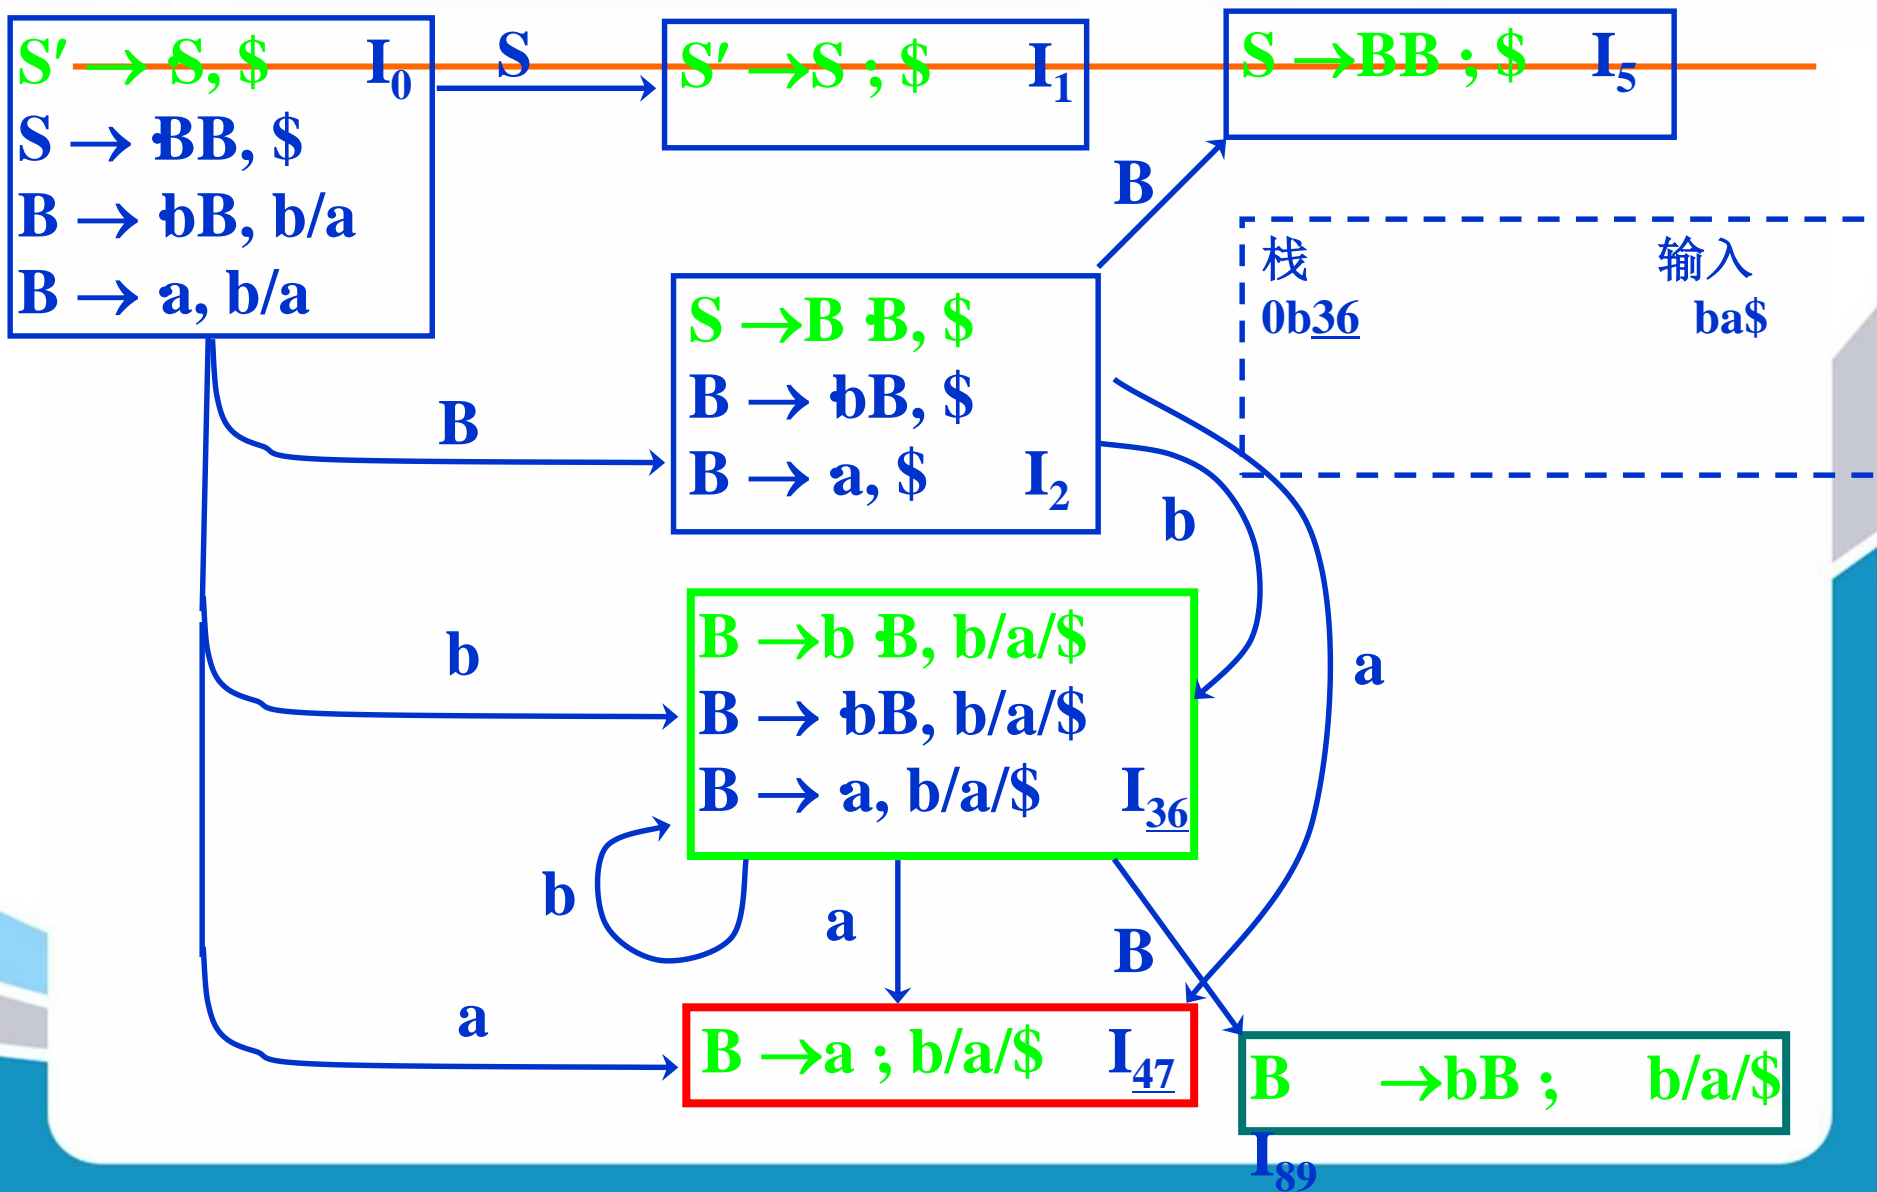 S′ → ·S, $ I0
S → ·BB, $
B → ·bB, b/a
B → ·a, b/a
S
S′ →S ·, $ I1
S →BB ·, $ I5
B
栈 输入
0b36 ba$
S →B ·B, $
B → ·bB, $
B → ·a, $ I2
B
b
a
B →b ·B, b/a/$
B → ·bB, b/a/$
B → ·a, b/a/$ I36
b
b
a
B
B →a ·, b/a/$ I47
a
B →bB ·, b/a/$
I89